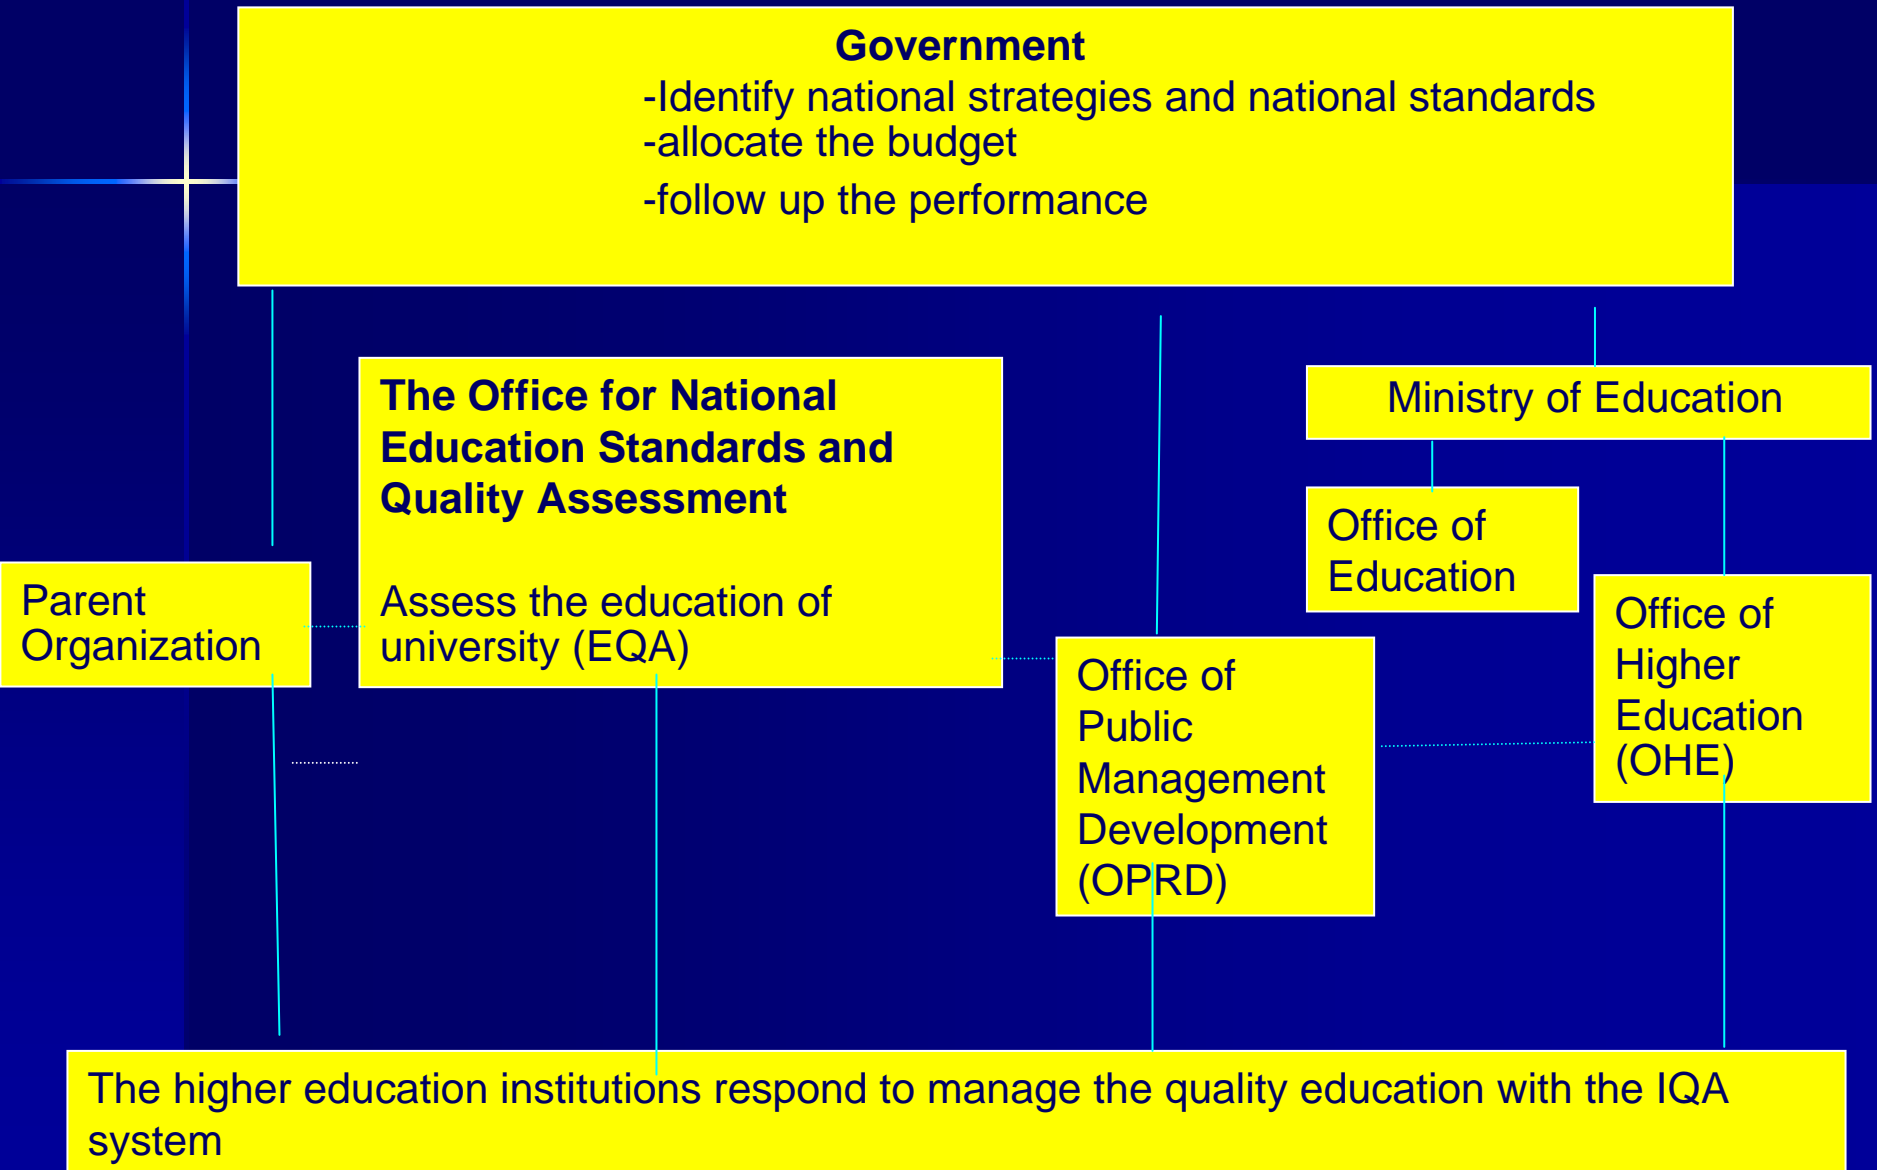 Government
-Identify national strategies and national standards
-allocate the budget
-follow up the performance
The Office for National
Education Standards and
Quality Assessment
Assess the education of
university (EQA)
Ministry of Education
Office of
Education
Parent
Organization
Office of
Higher
Education
(OHE)
Office of
Public
Management
Development
(OPRD)
The higher education institutions respond to manage the quality education with the IQA
system